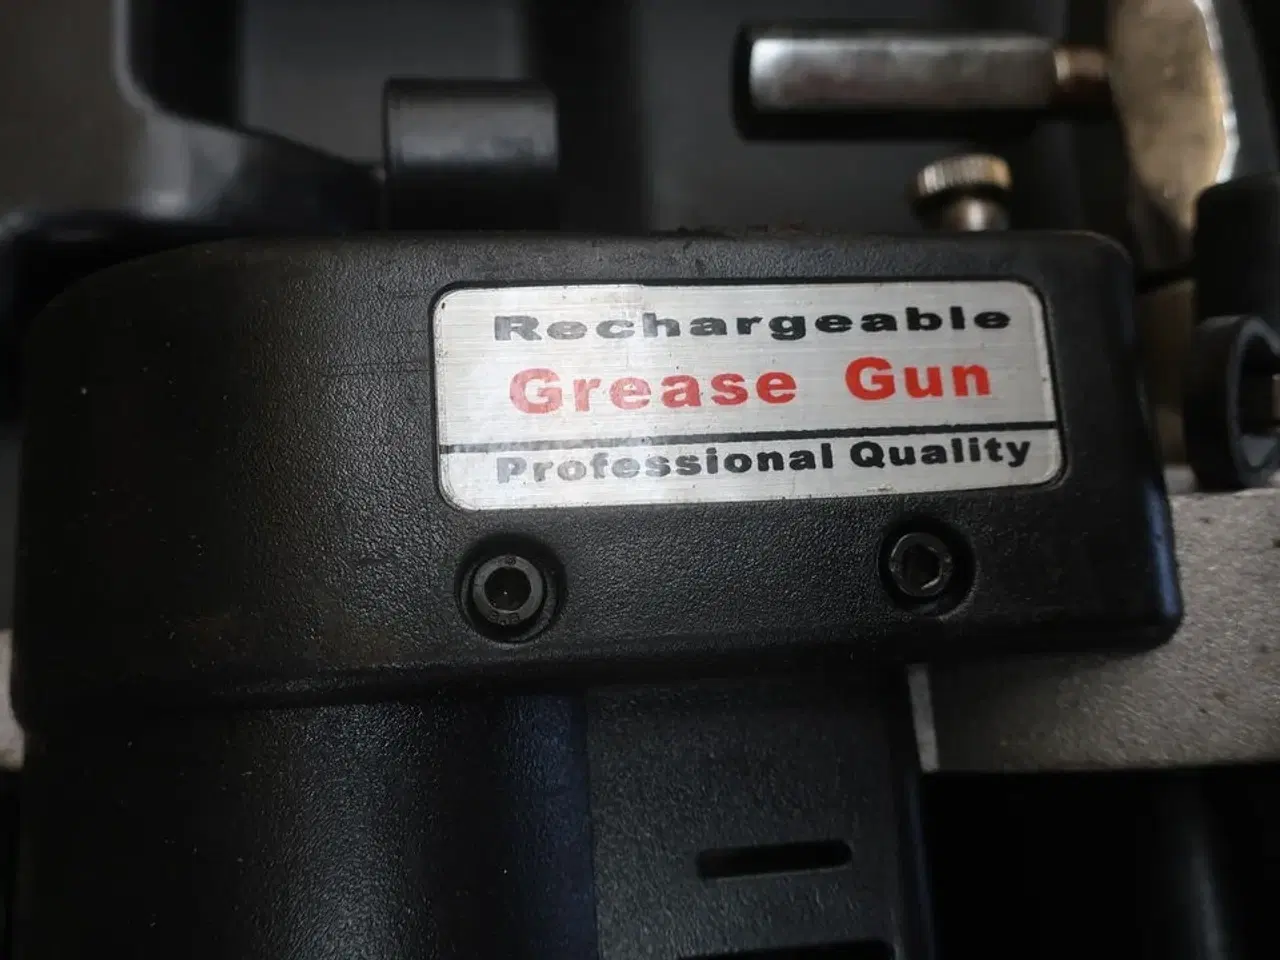 Rechargeable
Grease Gun
Professional Quality